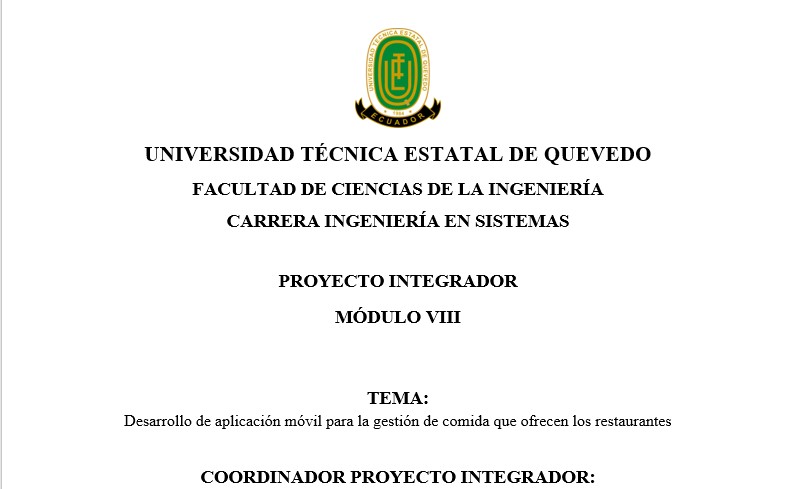 UNIVERSIDAD TÉCNICA ESTATAL DE QUEVEDO
1984
ECUADOR
UNIVERSIDAD TÉCNICA ESTATAL DE QUEVEDO
FACULTAD DE CIENCIAS DE LA INGENIERÍA
CARRERA INGENIERÍA EN SISTEMAS
PROYECTO INTEGRADOR
MÓDULO VIII
TEMA:
Desarrollo de aplicación móvil para la gestión de comida que ofrecen los restaurantes
COORDINADOR PROYECTO INTEGRADOR: